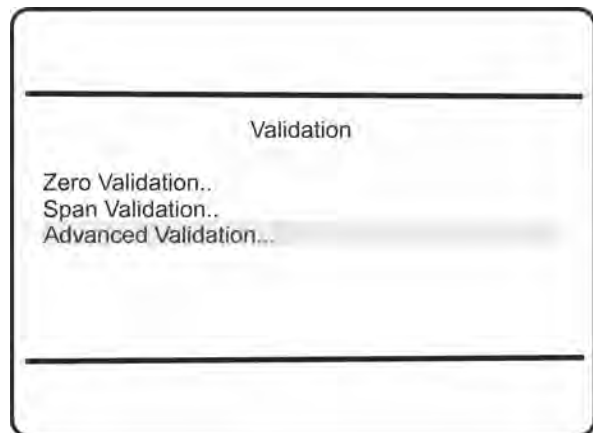 Validation
Zero Validation..
Span Validation..
Advanced Validation...